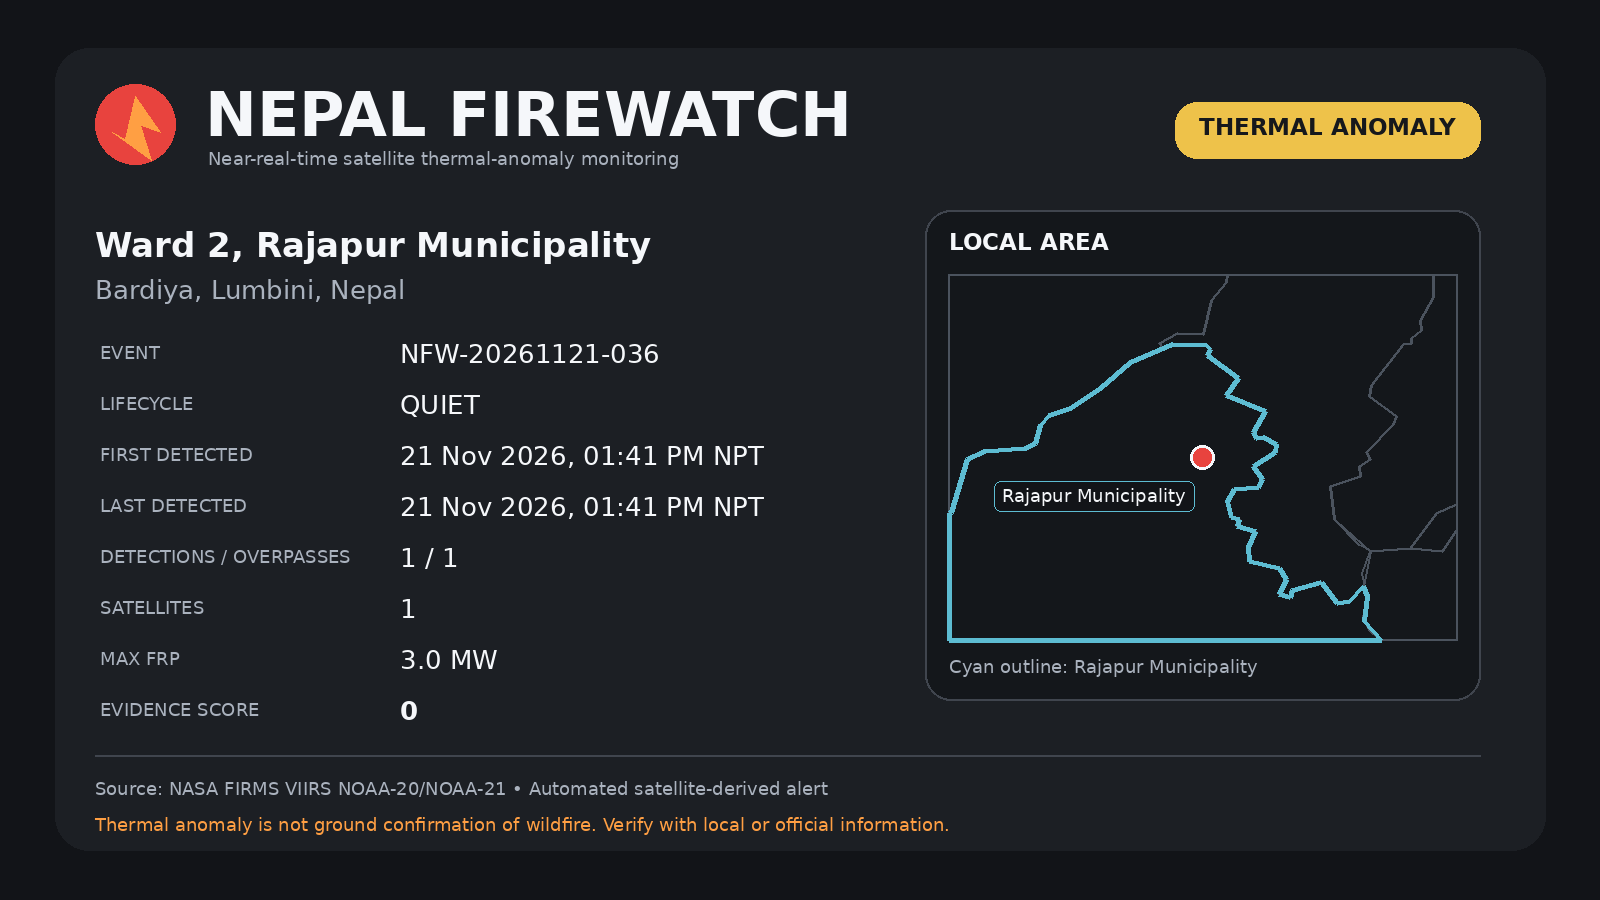 NEPAL FIREWATCH
Near-real-time satellite thermal-anomaly monitoring
THERMAL ANOMALY
Ward 2, Rajapur Municipality
Bardiya, Lumbini, Nepal
EVENT NFW-20261121-036
LIFECYCLE QUIET
FIRST DETECTED 21 Nov 2026, 01:41 PM NPT
LAST DETECTED 21 Nov 2026, 01:41 PM NPT
DETECTIONS / OVERPASSES 1 / 1
SATELLITES 1
MAX FRP 3.0 MW
EVIDENCE SCORE 0
LOCAL AREA
Rajapur Municipality
Cyan outline: Rajapur Municipality
Source: NASA FIRMS VIIRS NOAA-20/NOAA-21 • Automated satellite-derived alert
Thermal anomaly is not ground confirmation of wildfire. Verify with local or official information.